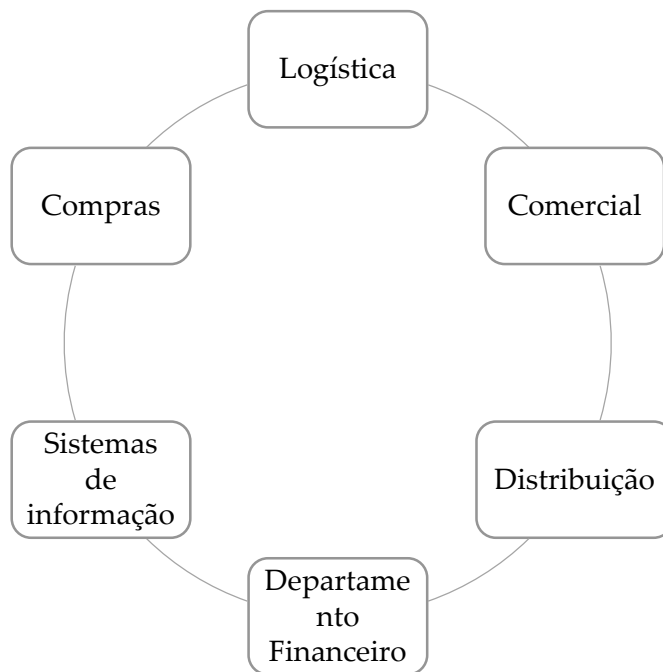 Logística
Compras
Comercial
Sistemas
de
informação
Distribuição
Departame
nto
Financeiro